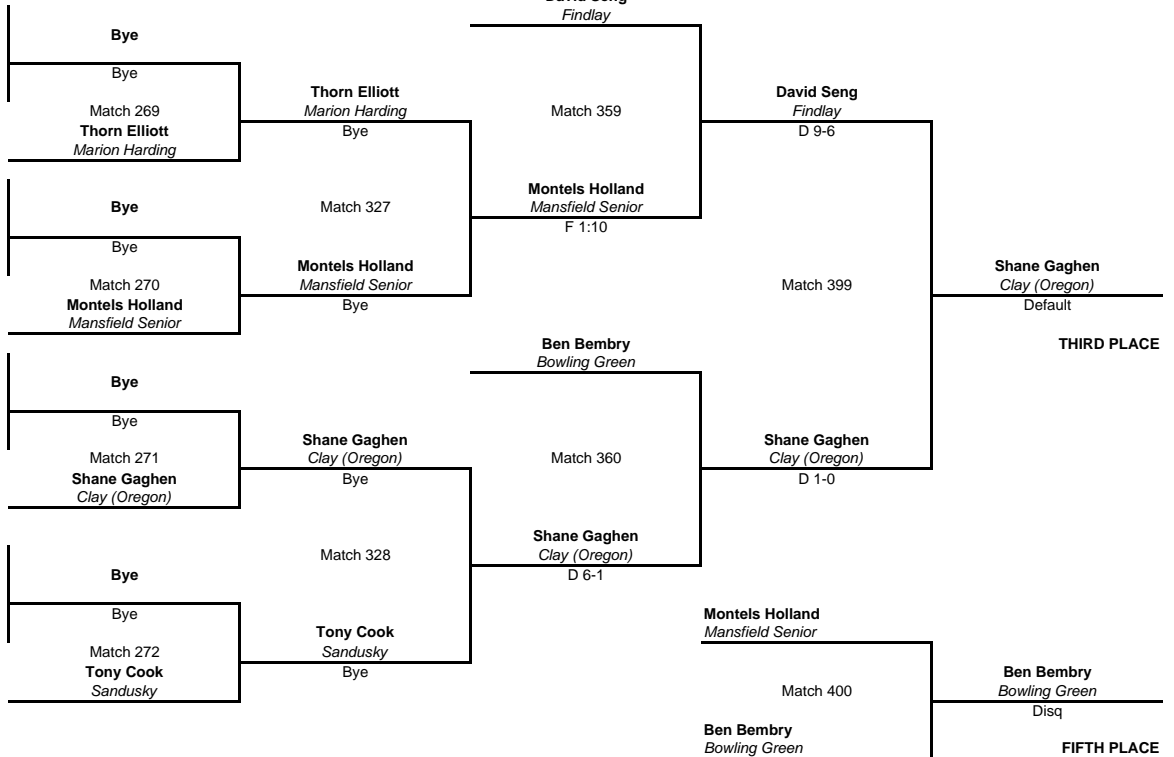 David Seng
Findlay
Bye
Bye
Match 269
Thorn Elliott
Marion Harding
Thorn Elliott
Marion Harding
Bye
Match 359
David Seng
Findlay
D 9-6
Bye
Bye
Match 270
Montels Holland
Mansfield Senior
Match 327
Montels Holland
Mansfield Senior
Bye
Montels Holland
Mansfield Senior
F 1:10
Match 399
Shane Gaghen
Clay (Oregon)
Default
THIRD PLACE
Bye
Bye
Match 271
Shane Gaghen
Clay (Oregon)
Shane Gaghen
Clay (Oregon)
Bye
Ben Bembry
Bowling Green
Match 360
Shane Gaghen
Clay (Oregon)
D 1-0
Bye
Bye
Match 272
Tony Cook
Sandusky
Match 328
Tony Cook
Sandusky
Bye
Shane Gaghen
Clay (Oregon)
D 6-1
Montels Holland
Mansfield Senior
Match 400
Ben Bembry
Bowling Green
Ben Bembry
Bowling Green
Disq
FIFTH PLACE